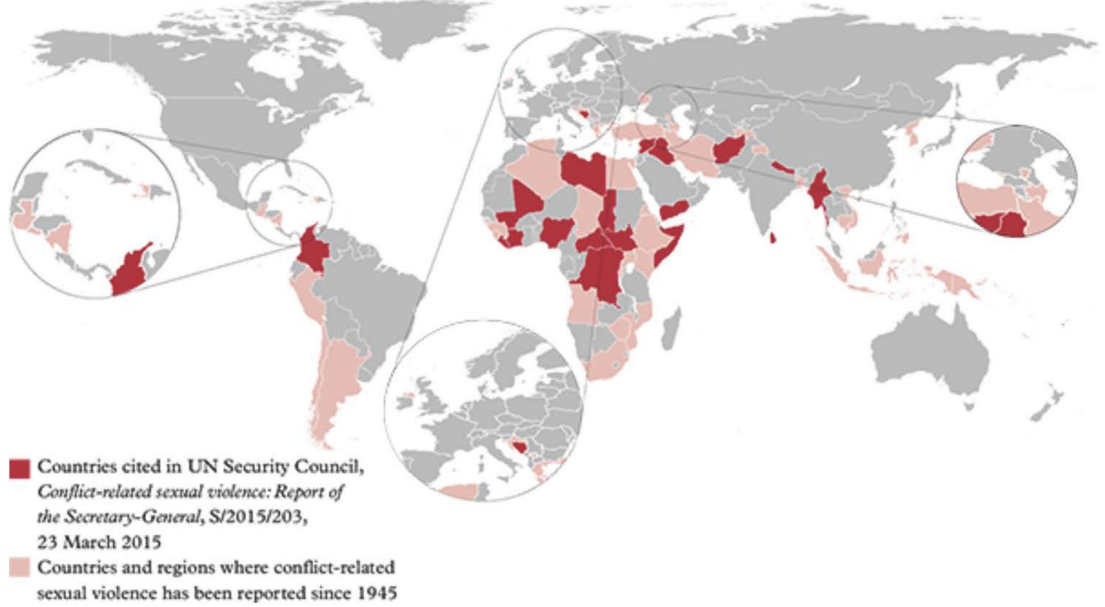 Countries cited in UN Security Council,
Conflict-related sexual violence: Report of
the Secretary-General, S/2015/203,
23 March 2015
Countries and regions where conflict-related
sexual violence has been reported since 1945